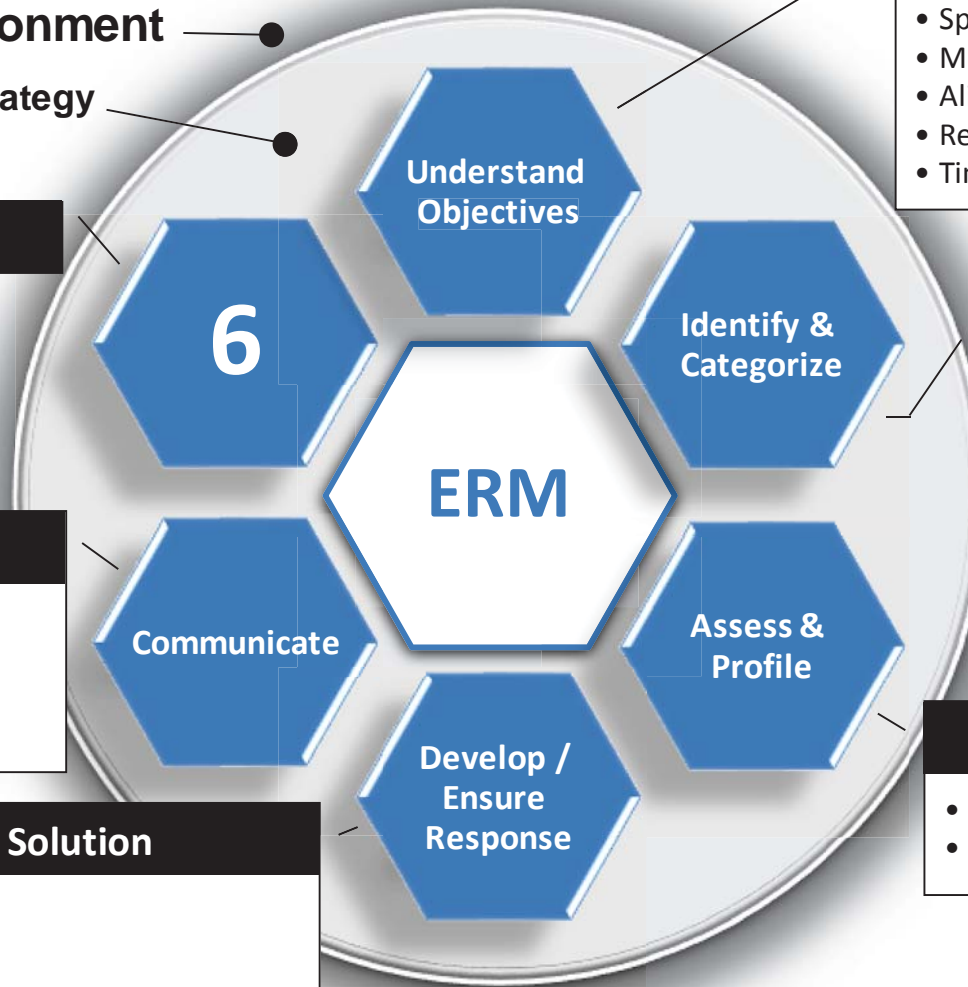 onment
ategy
• Sp
• M
• Al
• Re
• Ti
Understand
Objectives
6
Identify &
Categorize
ERM
Communicate
Assess &
Profile
Develop /
Ensure
Response
Solution
•
•